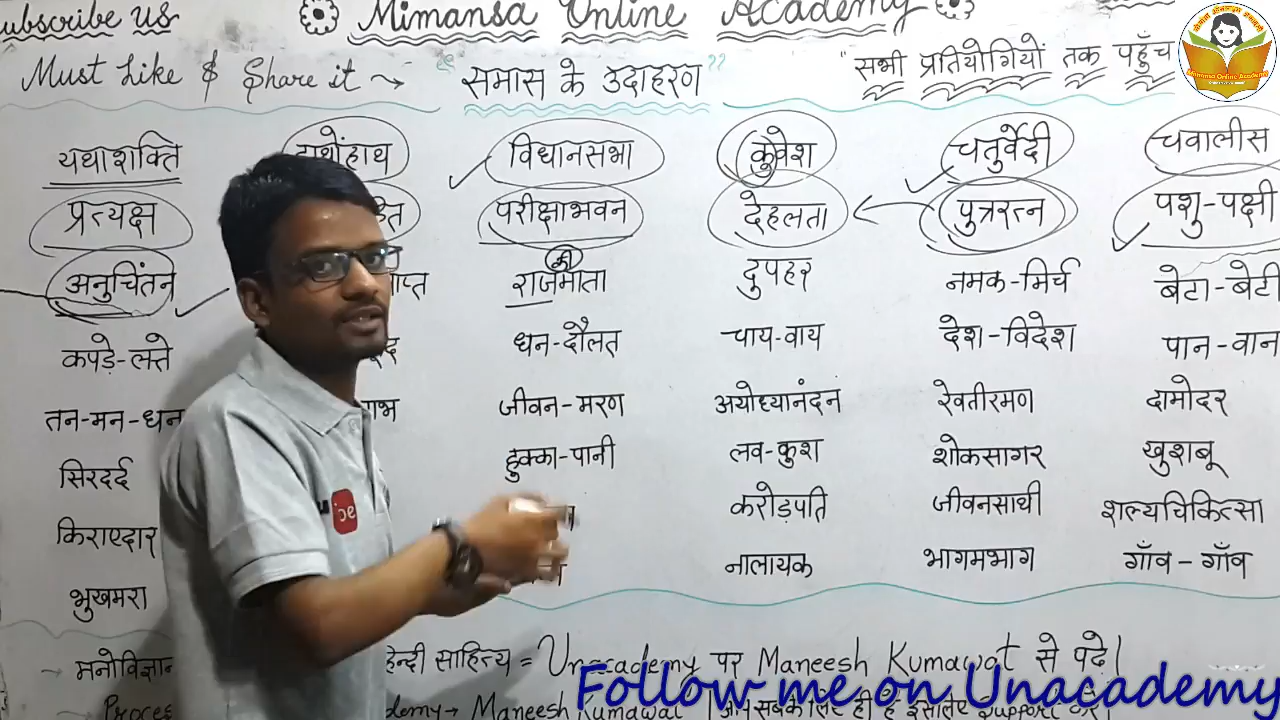 ubscribe us Mimansa Online Academy
Must Like & Share it → "समास के उदाहरण" "सभी प्रतियोगियों तक पहुँच
यथाशक्ति हाथोंहाथ विधानसभा कुवेश चतुर्वेदी चवालीस
प्रत्यक्ष परीक्षाभवन देहलता पुत्ररत्न पशु-पक्षी
की
अनुचिंतन राजमाता दुपहर नमक-मिर्च बेटा-बेटी
कपड़े-लत्ते धन-दौलत चाय-वाय देश-विदेश पान-वान
तन-मन-धन जीवन-मरण अयोध्यानंदन रेवतीरमण दामोदर
सिरदर्द हुक्का-पानी लव-कुश शोकसागर खुशबू
किराएदार करोड़पति जीवनसाथी शल्यचिकित्सा
भुखमरा नालायक भागमभाग गाँव-गाँव
→ मनोविज्ञान हिन्दी साहित्य = Unacademy पर Maneesh Kumawat से पढे।
Proces demy→ Maneesh Kumawat
Follow me on Unacademy